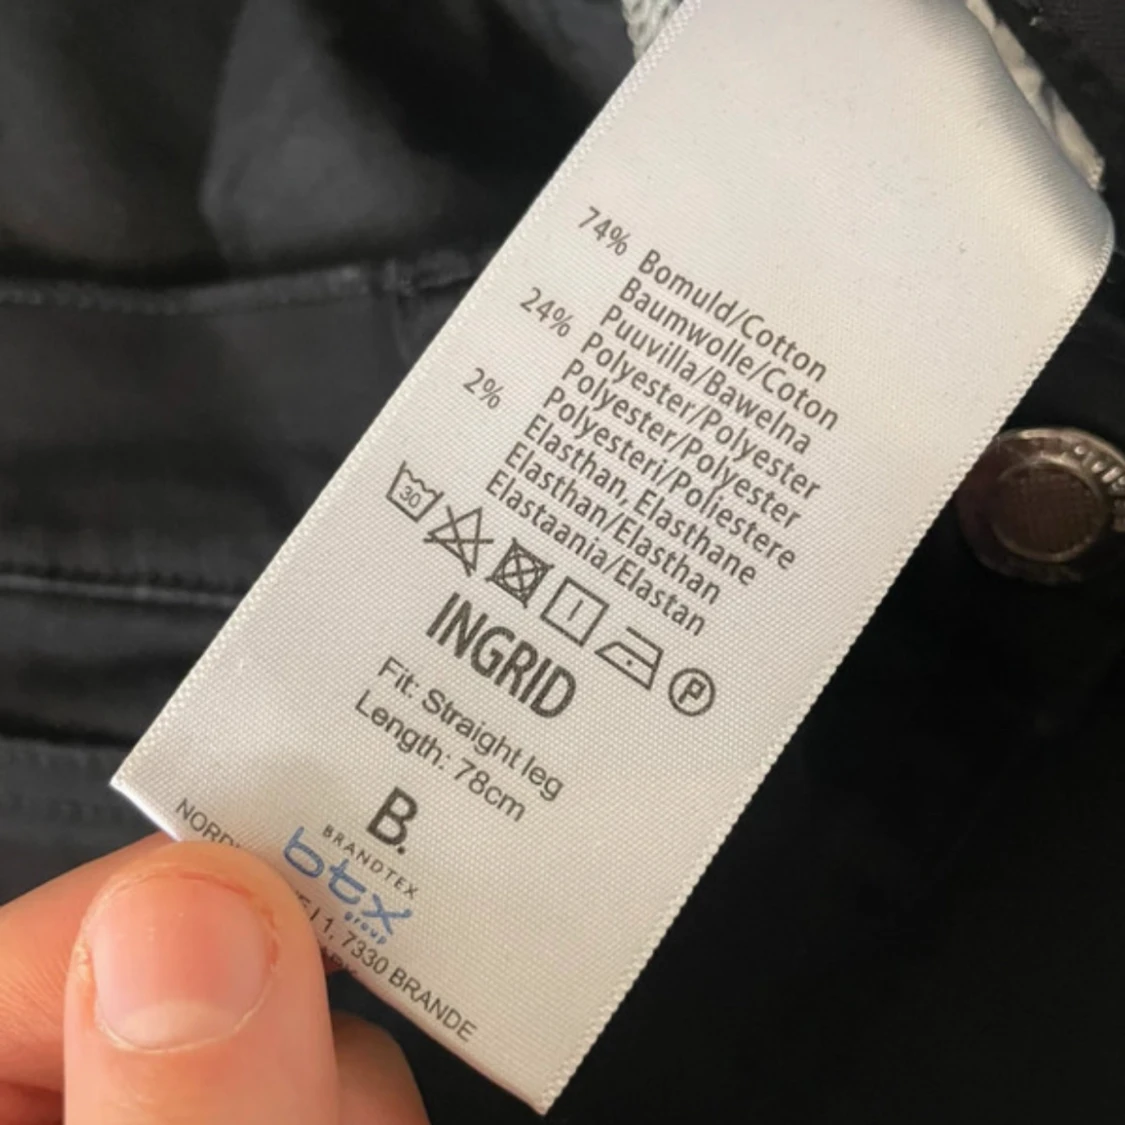 74% Bomuld/Cotton
Baumwolle/Coton
Puuvilla/Bawelna
24% Polyester/Polyester
Polyester/Polyester
Polyesteri/Poliestere
2% Elasthan, Elasthane
Elasthan/Elasthan
Elastaania/Elastan
30
P
INGRID
Fit: Straight leg
Length: 78cm
B.
BRANDTEX
btx
group
1, 7330 BRANDE